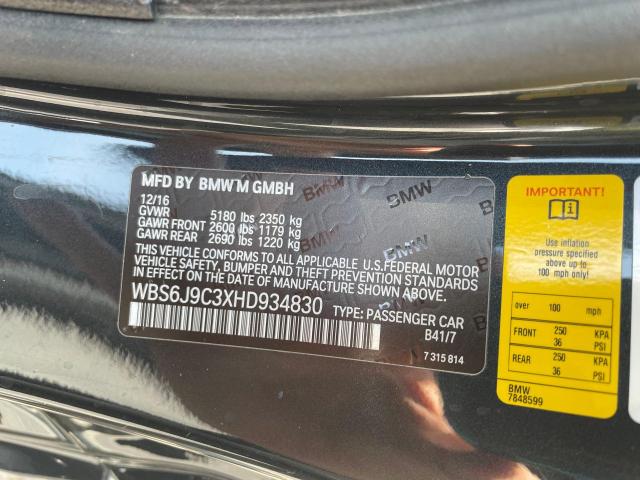 MFD BY BMW M GMBH
12/16
GVWR 5180 lbs 2350 kg
GAWR FRONT 2600 lbs 1179 kg
GAWR REAR 2690 lbs 1220 kg
THIS VEHICLE CONFORMS TO ALL APPLICABLE U.S.FEDERAL MOTOR
VEHICLE SAFETY, BUMPER, AND THEFT PREVENTION STANDARDS
IN EFFECT ON THE DATE OF MANUFACTURE SHOWN ABOVE.
WBS6J9C3XHD934830
TYPE: PASSENGER CAR
B41/7
7 315 814
BMW
BMW
BMW
IMPORTANT!
Use inflation
pressure specified
above up to
100 mph only!
over 100 mph
FRONT 250 KPA
36 PSI
REAR 250 KPA
36 PSI
BMW
7848599